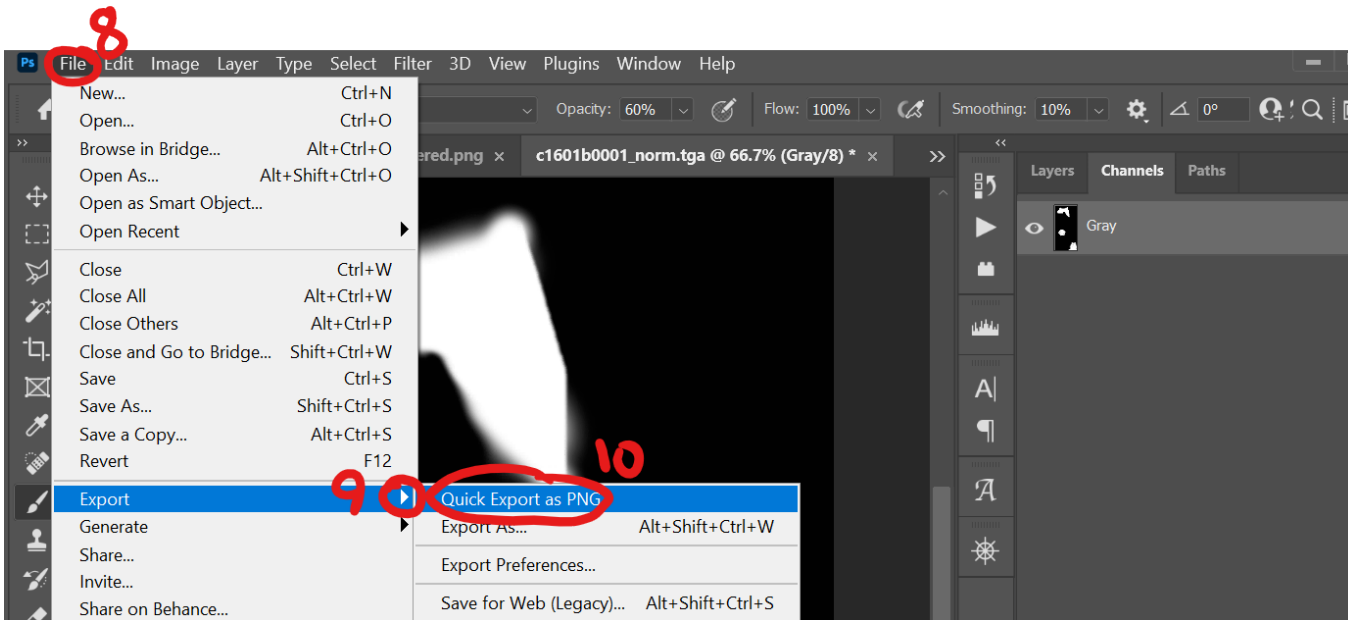 8
Ps File Edit Image Layer Type Select Filter 3D View Plugins Window Help
New... Ctrl+N
Open... Ctrl+O
Browse in Bridge... Alt+Ctrl+O
Open As... Alt+Shift+Ctrl+O
Open as Smart Object...
Open Recent
Close Ctrl+W
Close All Alt+Ctrl+W
Close Others Alt+Ctrl+P
Close and Go to Bridge... Shift+Ctrl+W
Save Ctrl+S
Save As... Shift+Ctrl+S
Save a Copy... Alt+Ctrl+S
Revert F12
9
Export
Generate
Share...
Invite...
Share on Behance...
10
Quick Export as PNG
Export As... Alt+Shift+Ctrl+W
Export Preferences...
Save for Web (Legacy)... Alt+Shift+Ctrl+S
Opacity: 60% Flow: 100% Smoothing: 10% 0°
ered.png × c1601b0001_norm.tga @ 66.7% (Gray/8) * ×
Layers Channels Paths
Gray